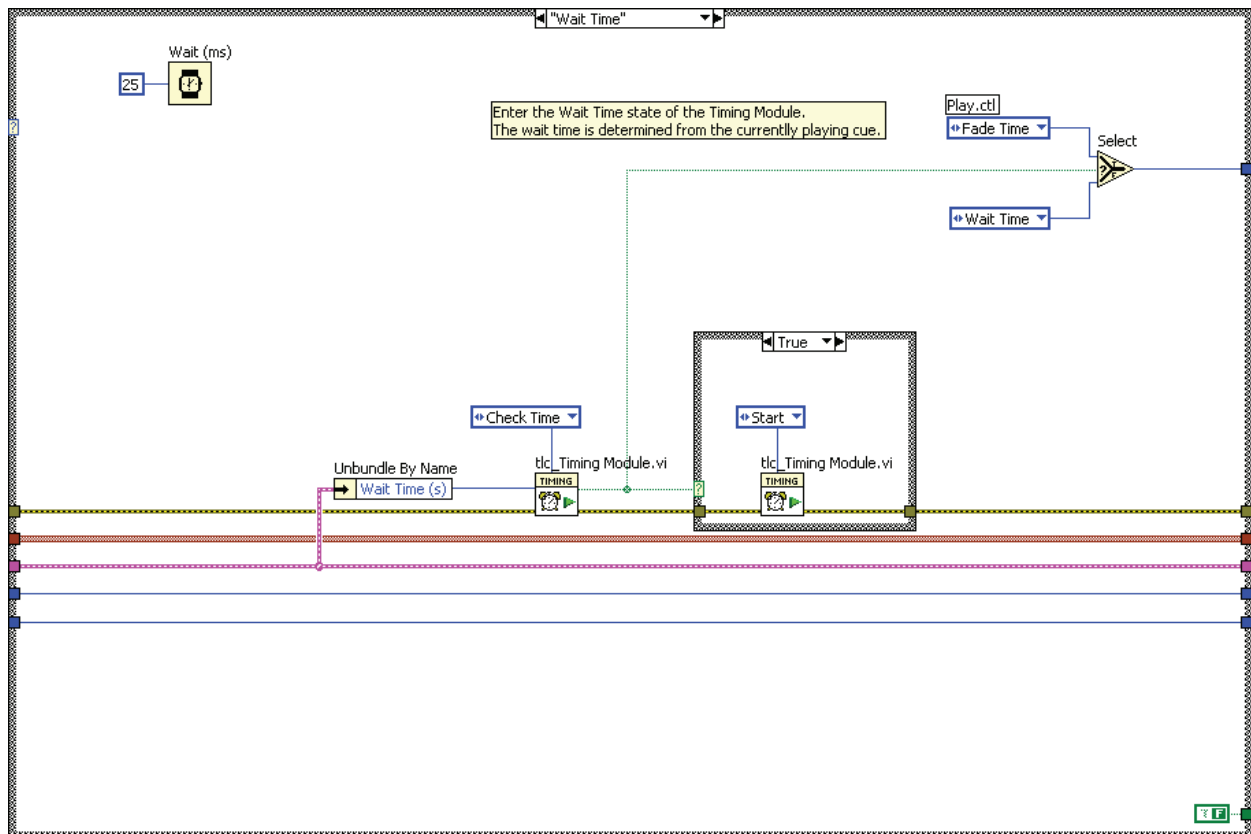 "Wait Time"
Wait (ms)
25
Enter the Wait Time state of the Timing Module.
The wait time is determined from the currentlly playing cue.
Play.ctl
Fade Time
Select
?
T
F
Wait Time
?
True
Check Time
Start
Unbundle By Name
Wait Time (s)
tlc_Timing Module.vi
TIMING
tlc_Timing Module.vi
TIMING
?
F